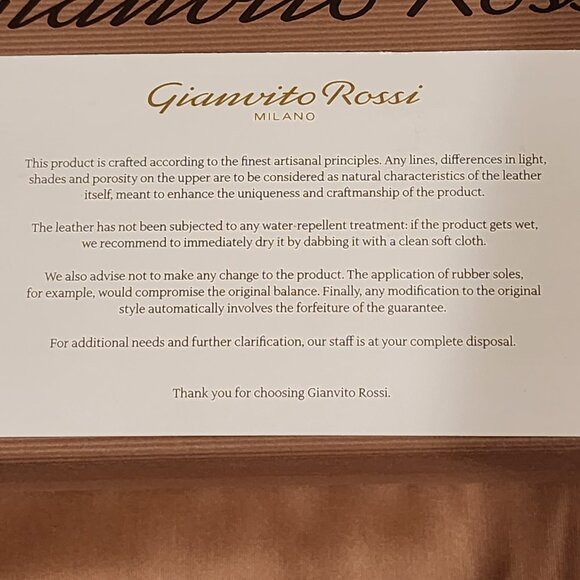 Gianvito Rossi
Gianvito Rossi
MILANO
This product is crafted according to the finest artisanal principles. Any lines, differences in light,
shades and porosity on the upper are to be considered as natural characteristics of the leather
itself, meant to enhance the uniqueness and craftmanship of the product.
The leather has not been subjected to any water-repellent treatment: if the product gets wet,
we recommend to immediately dry it by dabbing it with a clean soft cloth.
We also advise not to make any change to the product. The application of rubber soles,
for example, would compromise the original balance. Finally, any modification to the original
style automatically involves the forfeiture of the guarantee.
For additional needs and further clarification, our staff is at your complete disposal.
Thank you for choosing Gianvito Rossi.